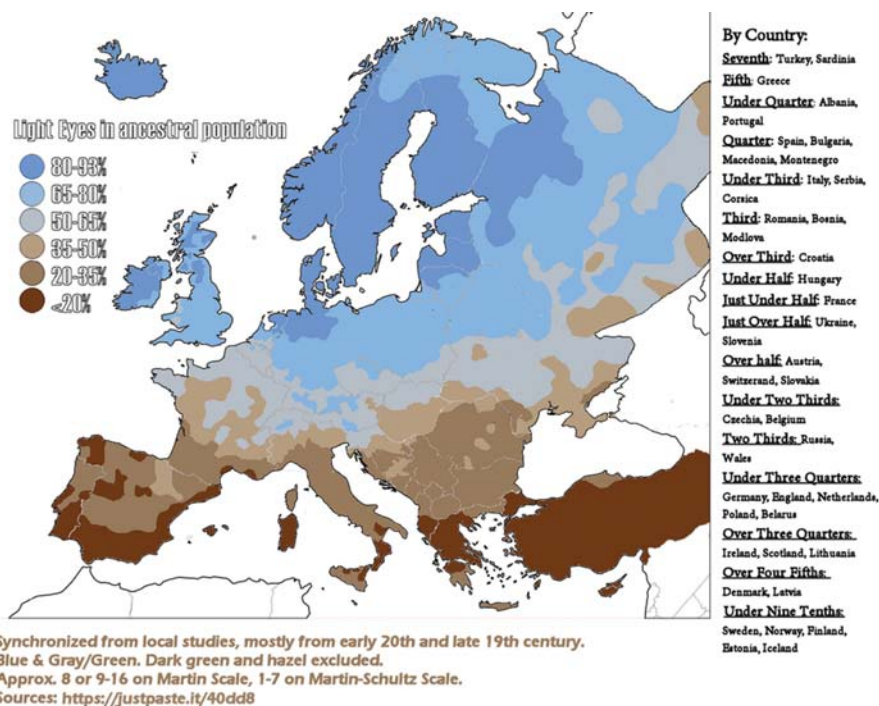 By Country:
Seventh: Turkey, Sardinia
Fifth: Greece
Under Quarter: Albania,
Portugal
Quarter: Spain, Bulgaria,
Macedonia, Montenegro
Under Third: Italy, Serbia,
Corsica
Third: Romania, Bosnia,
Modlova
Over Third: Croatia
Under Half: Hungary
Just Under Half: France
Just Over Half: Ukraine,
Slovenia
Over half: Austria,
Switzerand, Slovakia
Under Two Thirds:
Czechia, Belgium
Two Thirds: Russia,
Wales
Under Three Quarters:
Germany, England, Netherlands,
Poland, Belarus
Over Three Quarters:
Ireland, Scotland, Lithuania
Over Four Fifths:
Denmark, Latvia
Under Nine Tenths:
Sweden, Norway, Finland,
Estonia, Iceland
Light Eyes in ancestral population
80-93%
65-80%
50-65%
35-50%
20-35%
<20%
Synchronized from local studies, mostly from early 20th and late 19th century.
Blue & Gray/Green. Dark green and hazel excluded.
Approx. 8 or 9-16 on Martin Scale, 1-7 on Martin-Schultz Scale.
Sources: https://justpaste.it/40dd8